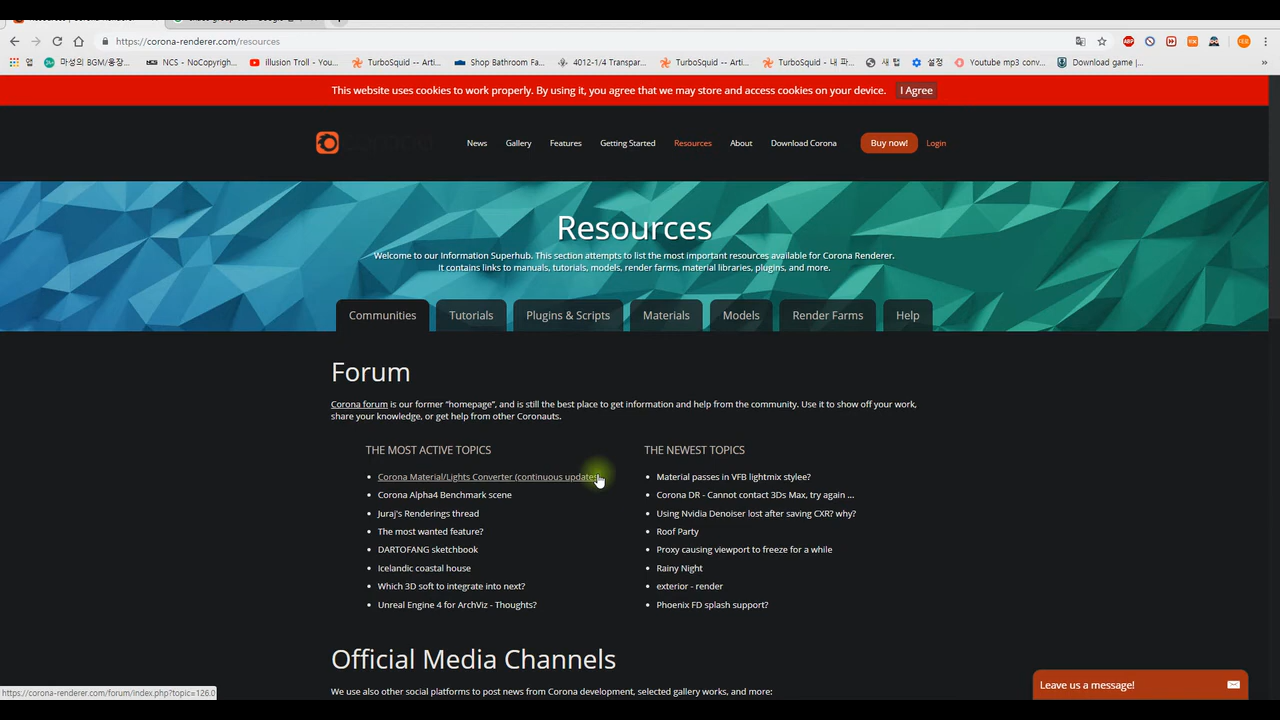 https://corona-renderer.com/resources
앱
마성의 BGM/웅장...
NCS - NoCopyrigh...
illusion Troll - You...
TurboSquid -- Arti...
Shop Bathroom Fa...
4012-1/4 Transpar...
TurboSquid -- Arti...
TurboSquid - 내 파...
새 탭
설정
Youtube mp3 conv...
Download game |...
»
This website uses cookies to work properly. By using it, you agree that we may store and access cookies on your device.
I Agree
News
Gallery
Features
Getting Started
Resources
About
Download Corona
Buy now!
Login
Resources
Welcome to our Information Superhub. This section attempts to list the most important resources available for Corona Renderer.
It contains links to manuals, tutorials, models, render farms, material libraries, plugins, and more.
Communities
Tutorials
Plugins & Scripts
Materials
Models
Render Farms
Help
Forum
Corona forum is our former "homepage", and is still the best place to get information and help from the community. Use it to show off your work,
share your knowledge, or get help from other Coronauts.
THE MOST ACTIVE TOPICS
• Corona Material/Lights Converter (continuous updates)
• Corona Alpha4 Benchmark scene
• Juraj's Renderings thread
• The most wanted feature?
• DARTOFANG sketchbook
• Icelandic coastal house
• Which 3D soft to integrate into next?
• Unreal Engine 4 for ArchViz - Thoughts?
THE NEWEST TOPICS
• Material passes in VFB lightmix stylee?
• Corona DR - Cannot contact 3Ds Max, try again ...
• Using Nvidia Denoiser lost after saving CXR? why?
• Roof Party
• Proxy causing viewport to freeze for a while
• Rainy Night
• exterior - render
• Phoenix FD splash support?
Official Media Channels
We use also other social platforms to post news from Corona development, selected gallery works, and more:
Leave us a message!
https://corona-renderer.com/forum/index.php?topic=126.0